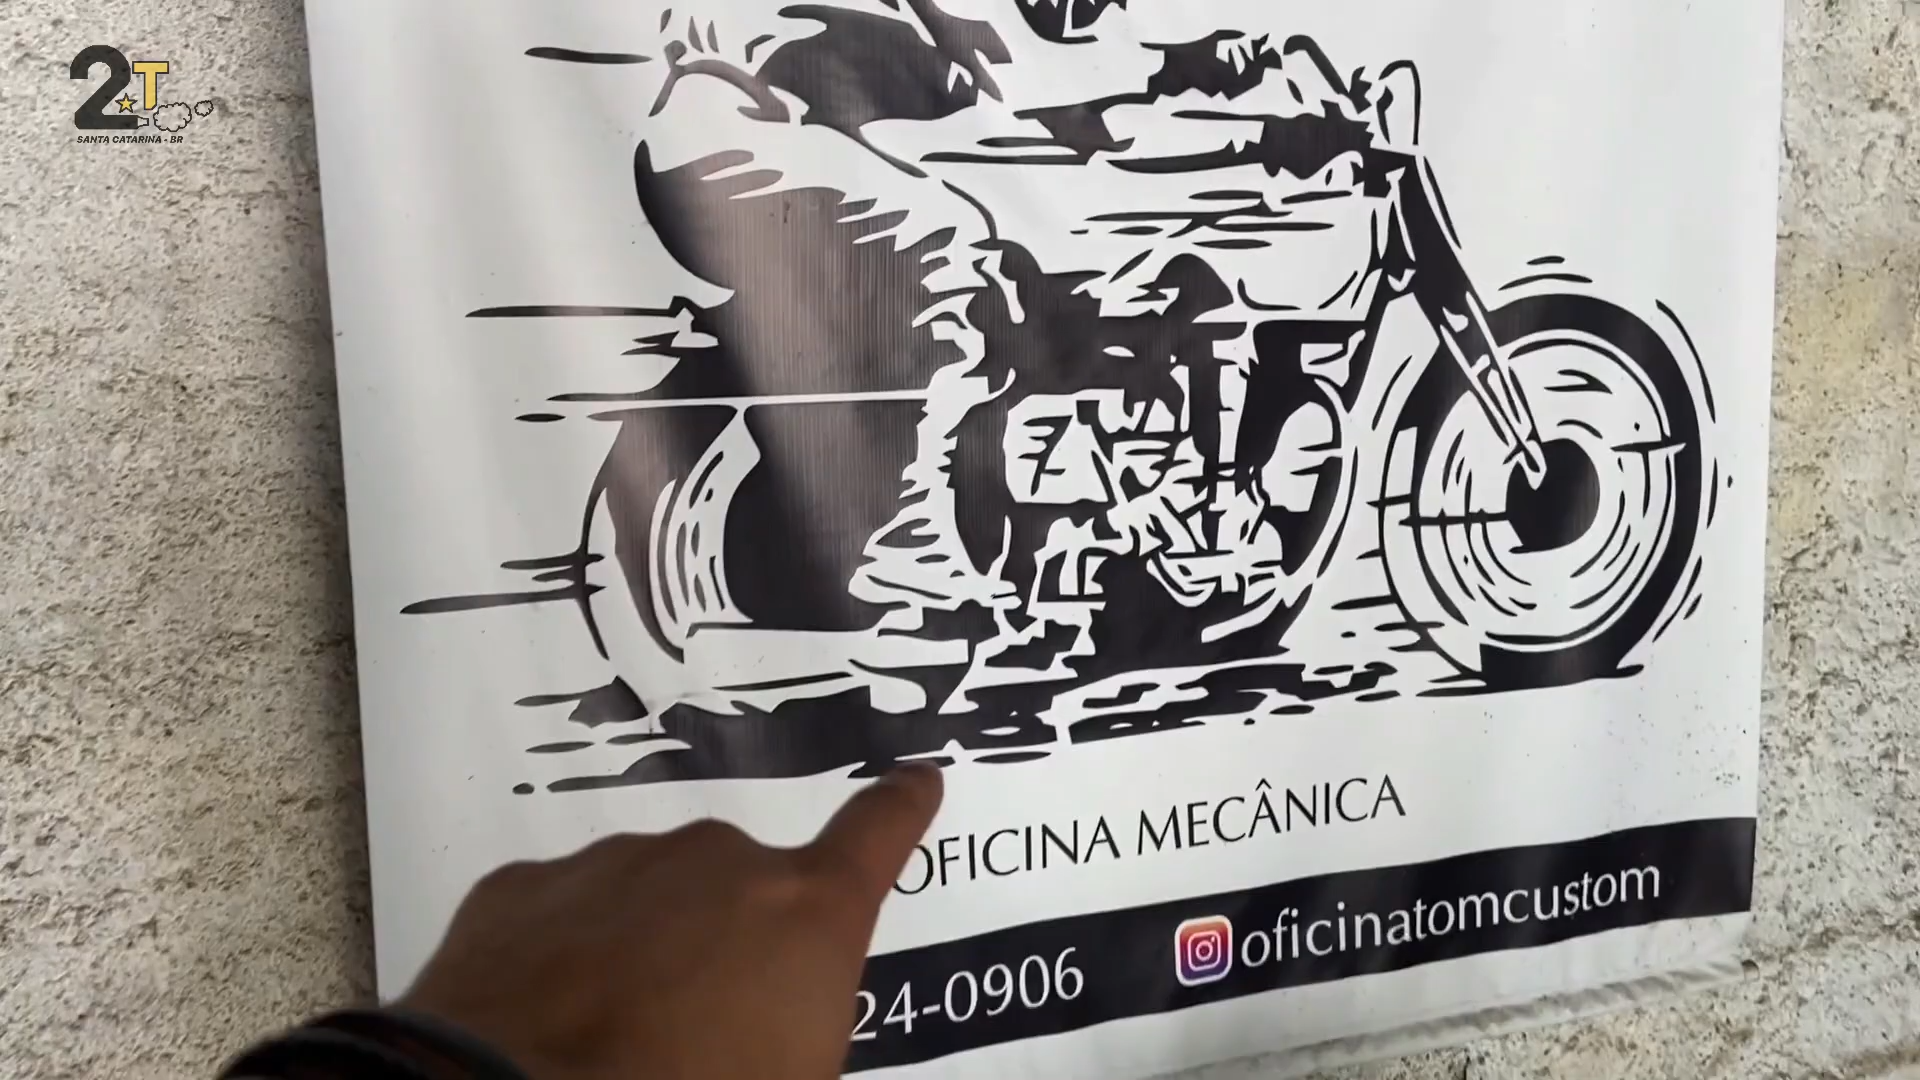 2T
SANTA CATARINA - BR
OFICINA MECÂNICA
24-0906
oficinatomcustom